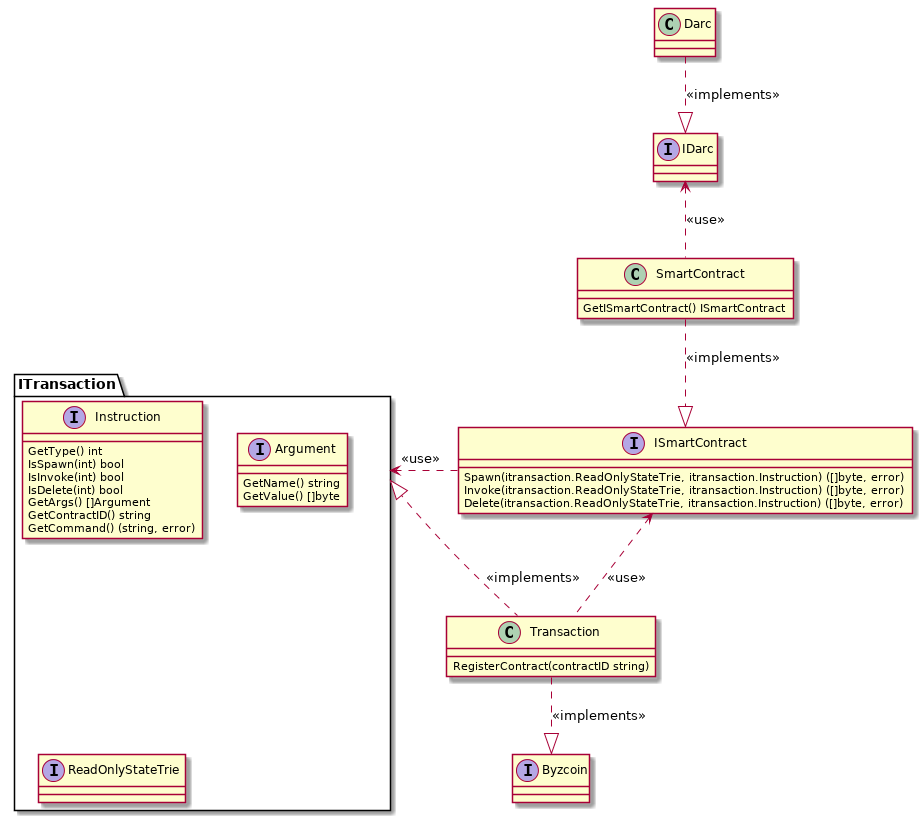 C Darc
«implements»
I IDarc
«use»
C SmartContract
GetISmartContract() ISmartContract
«implements»
ITransaction
I Instruction
GetType() int
IsSpawn(int) bool
IsInvoke(int) bool
IsDelete(int) bool
GetArgs() []Argument
GetContractID() string
GetCommand() (string, error)
I Argument
GetName() string
GetValue() []byte
«use»
I ISmartContract
Spawn(itransaction.ReadOnlyStateTrie, itransaction.Instruction) ([]byte, error)
Invoke(itransaction.ReadOnlyStateTrie, itransaction.Instruction) ([]byte, error)
Delete(itransaction.ReadOnlyStateTrie, itransaction.Instruction) ([]byte, error)
«implements»
«use»
C Transaction
RegisterContract(contractID string)
«implements»
I ReadOnlyStateTrie
I Byzcoin